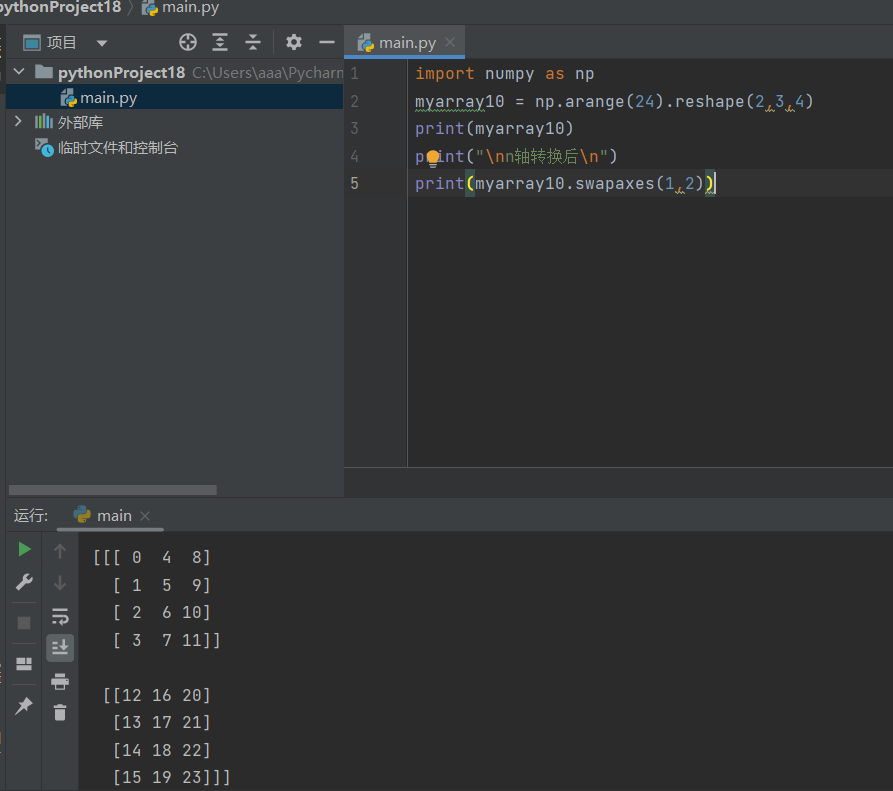 pythonProject18 〉 main.py
项目
main.py ×
pythonProject18 C:\Users\aaa\Pycharm
main.py
外部库
临时文件和控制台
1 import numpy as np
2 myarray10 = np.arange(24).reshape(2,3,4)
3 print(myarray10)
4 print("\nn轴转换后\n")
5 print(myarray10.swapaxes(1,2))
运行: main ×
[[[ 0  4  8]
  [ 1  5  9]
  [ 2  6 10]
  [ 3  7 11]]
 [[12 16 20]
  [13 17 21]
  [14 18 22]
  [15 19 23]]]